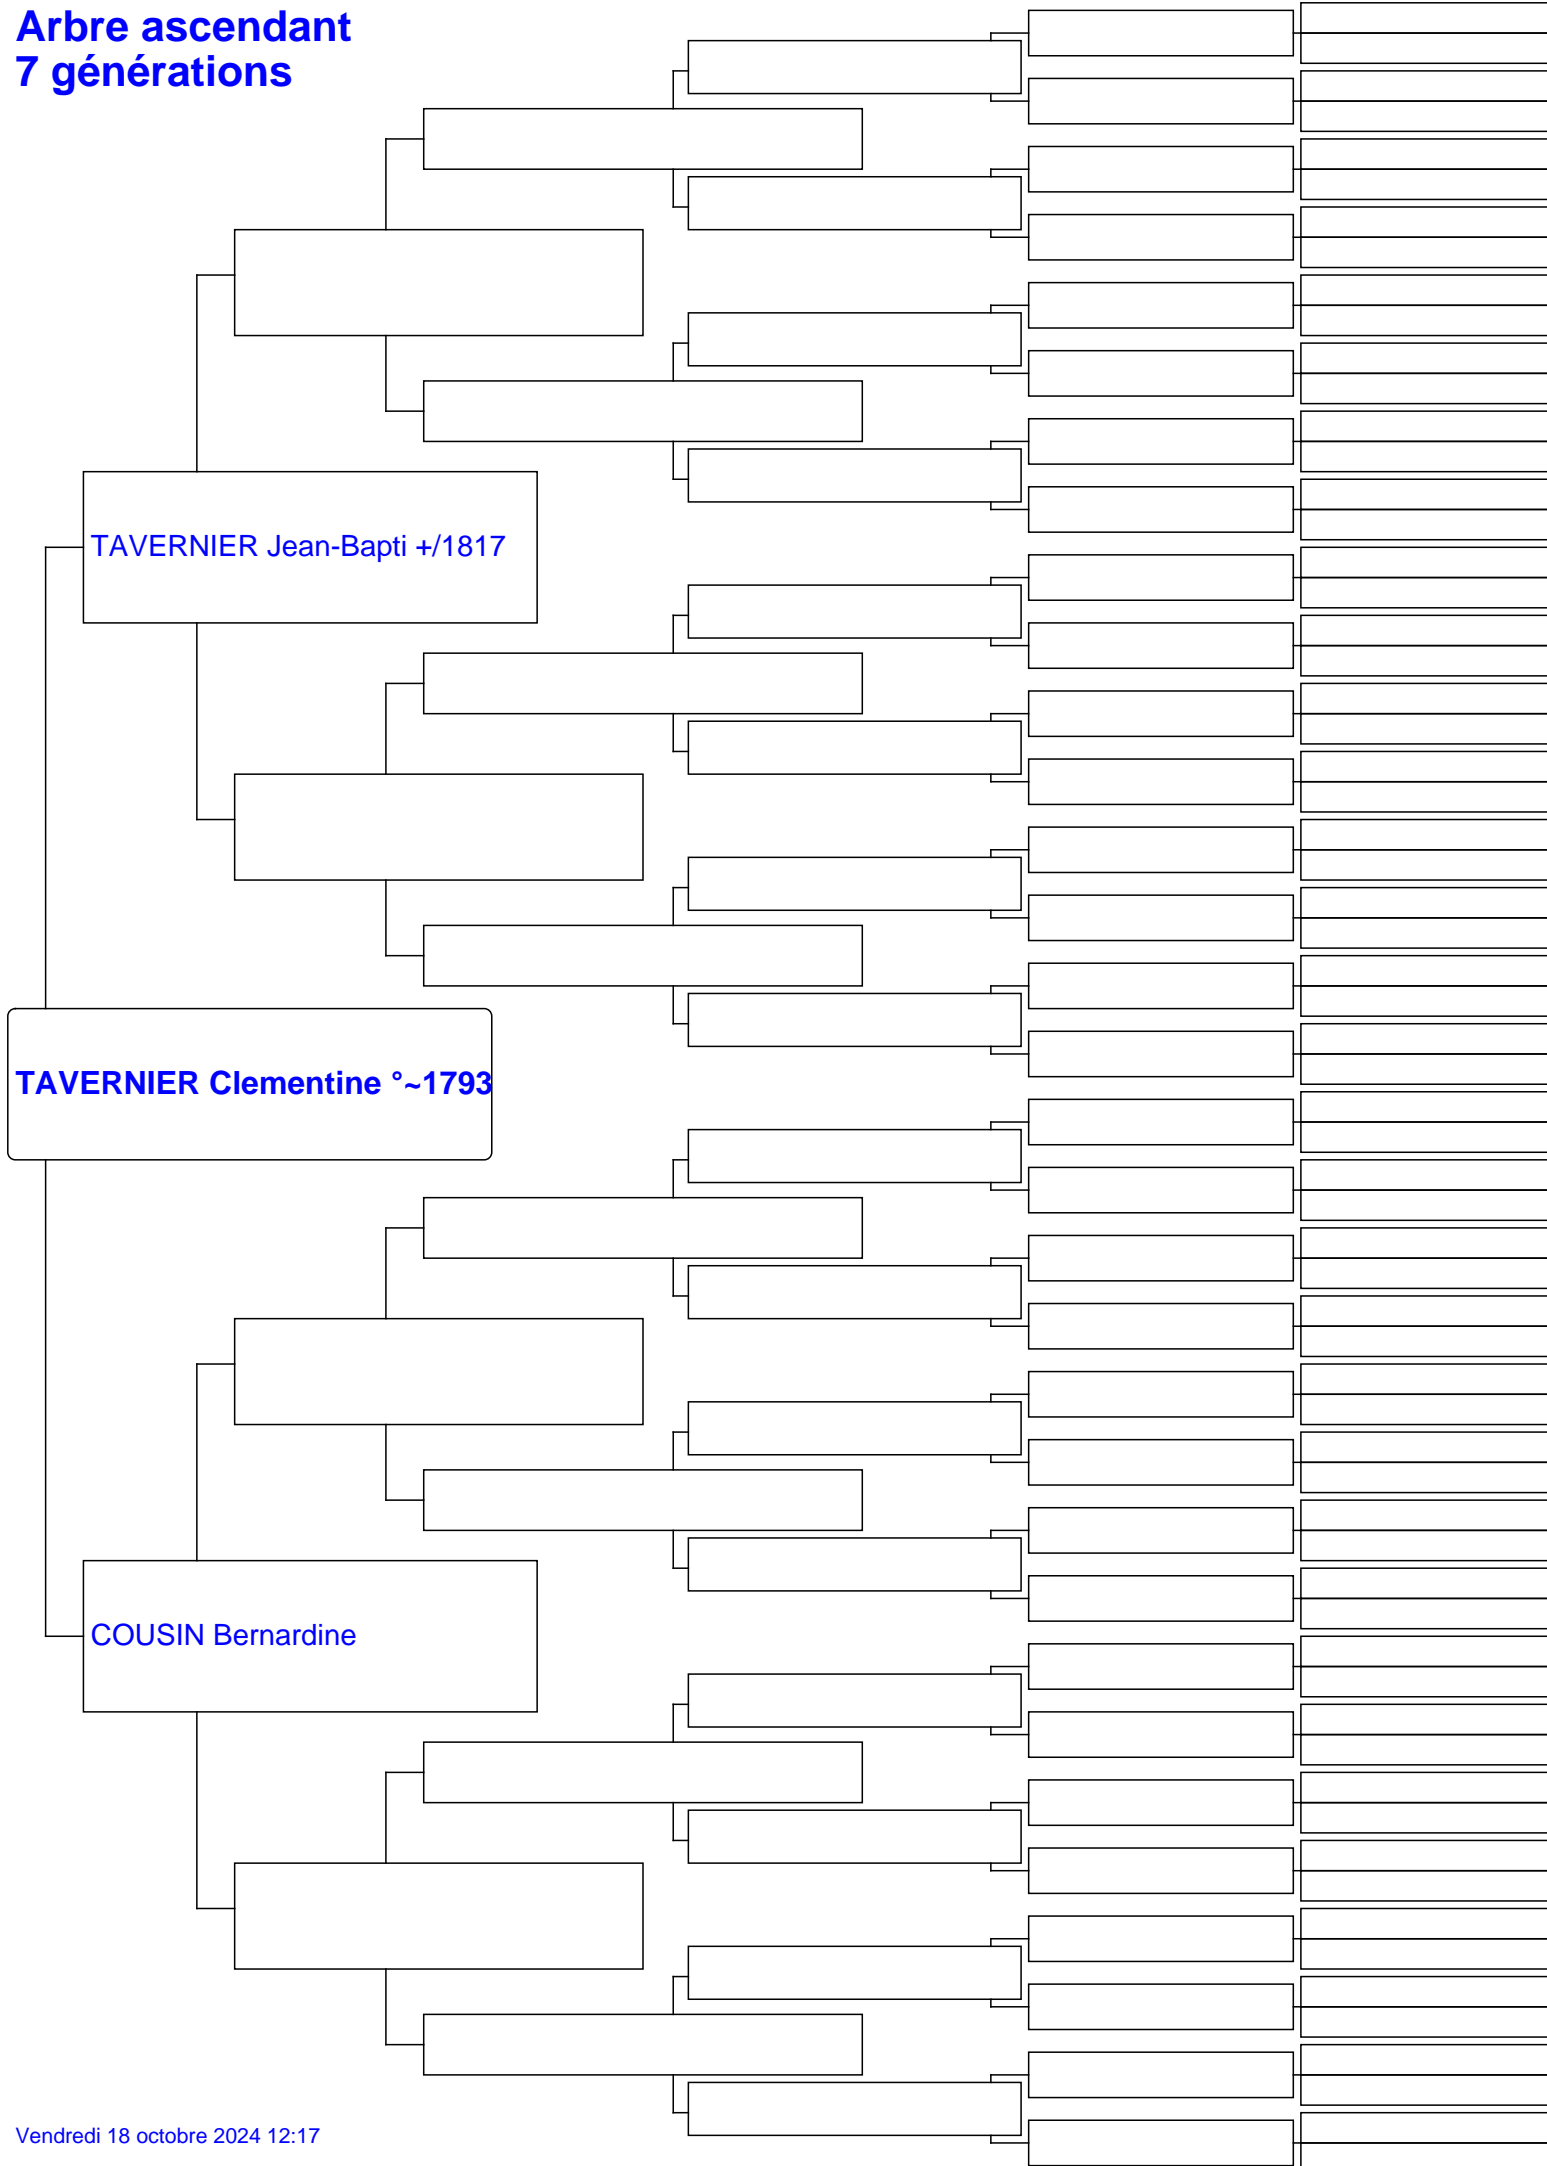 Arbre ascendant
7 générations
TAVERNIER Jean-Bapti +/1817
TAVERNIER Clementine °~1793
COUSIN Bernardine
Vendredi 18 octobre 2024 12:17